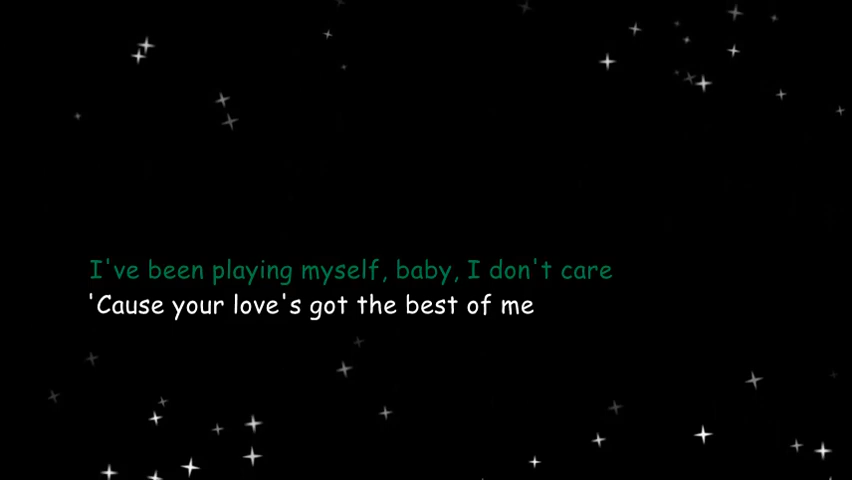 I've been playing myself, baby, I don't care
'Cause your love's got the best of me